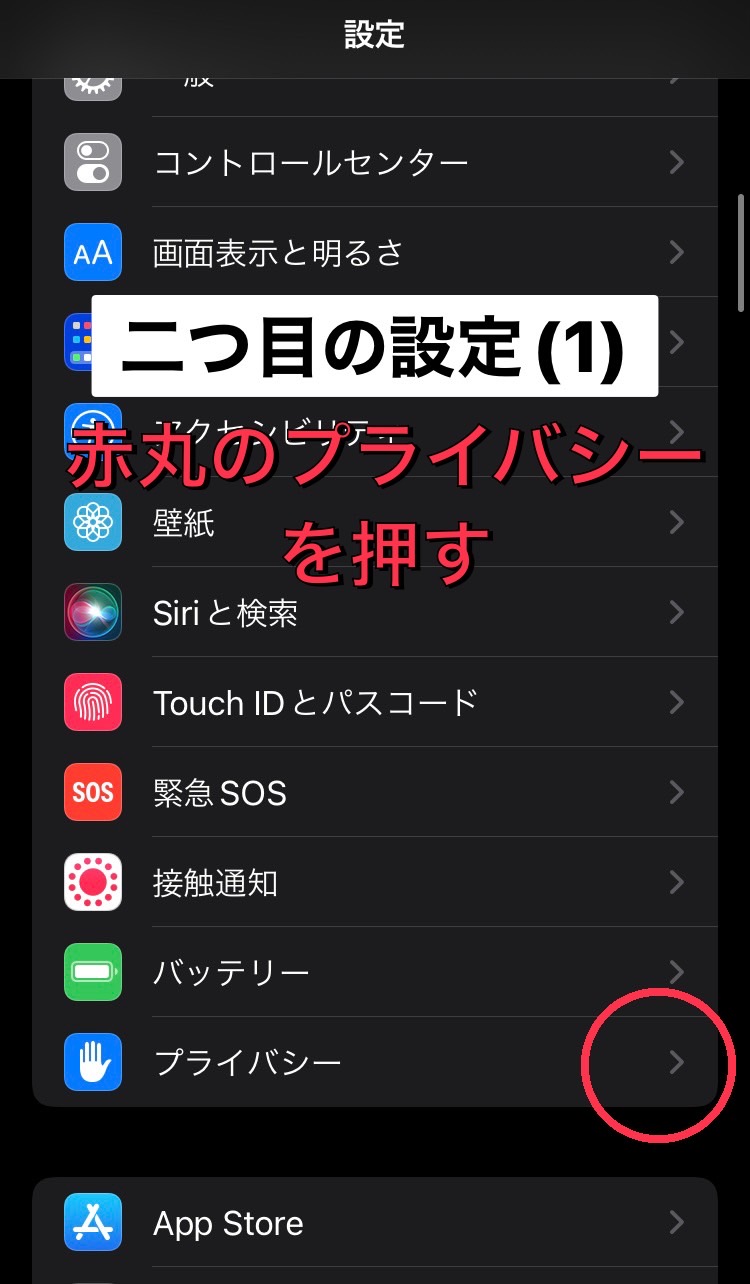 設定
コントロールセンター
画面表示と明るさ
二つ目の設定(1)
アクセシビリティ
赤丸のプライバシー
を押す
壁紙
Siriと検索
Touch IDとパスコード
SOS
緊急SOS
接触通知
バッテリー
プライバシー
App Store